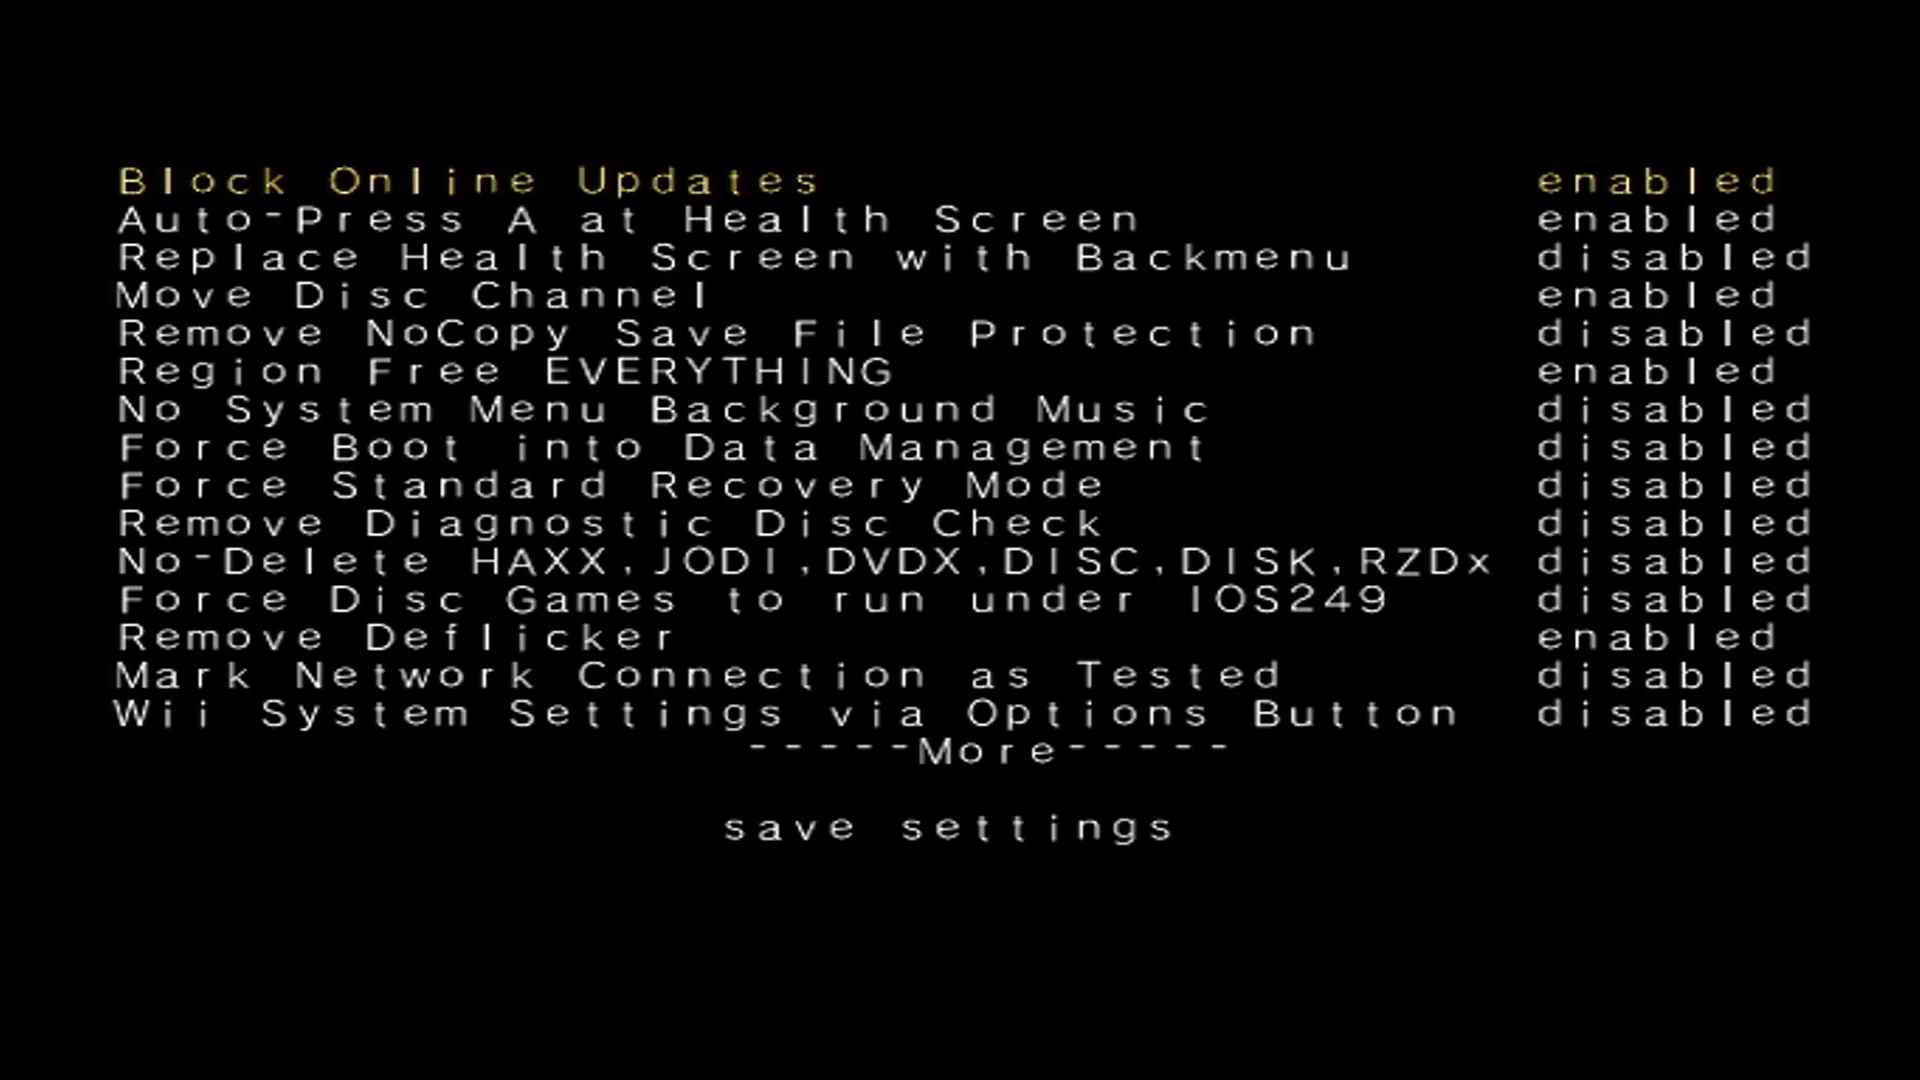 Block Online Updates enabled
Auto-Press A at Health Screen enabled
Replace Health Screen with Backmenu disabled
Move Disc Channel enabled
Remove NoCopy Save File Protection disabled
Region Free EVERYTHING enabled
No System Menu Background Music disabled
Force Boot into Data Management disabled
Force Standard Recovery Mode disabled
Remove Diagnostic Disc Check disabled
No-Delete HAXX,JODI,DVDX,DISC,DISK,RZDx disabled
Force Disc Games to run under IOS249 disabled
Remove Deflicker enabled
Mark Network Connection as Tested disabled
Wii System Settings via Options Button disabled
-----More-----
save settings